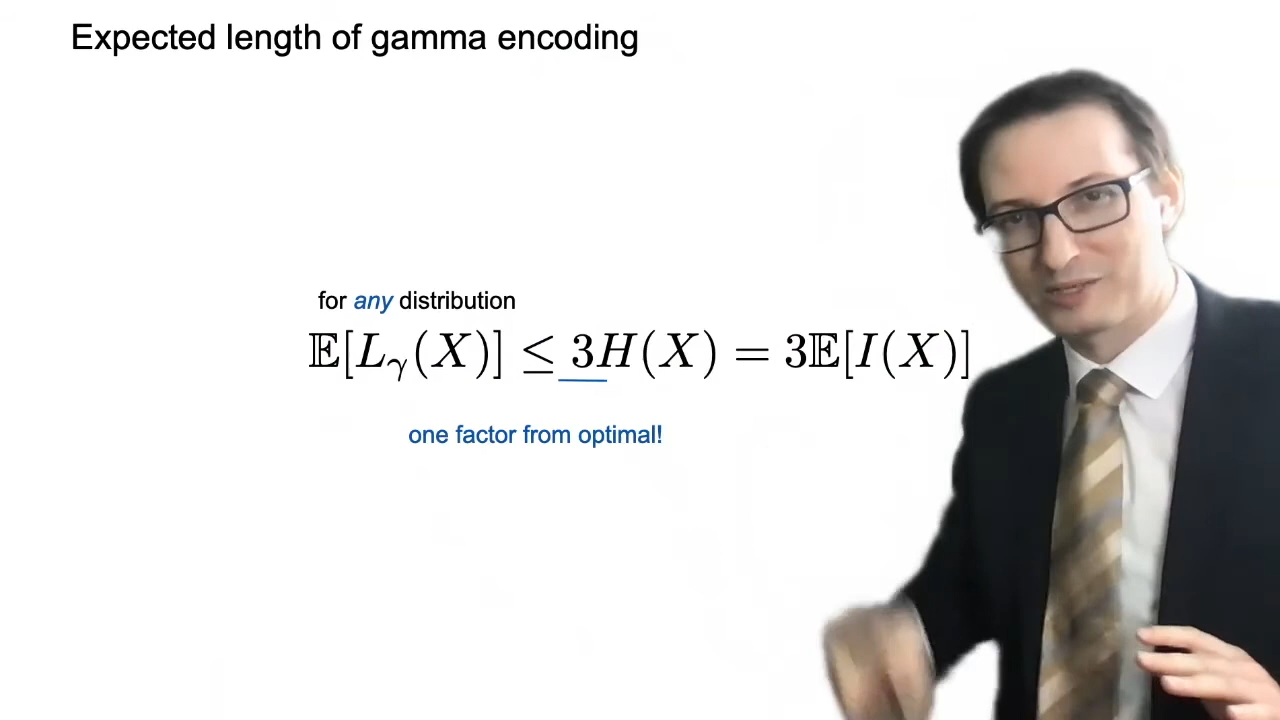 Expected length of gamma encoding
for any distribution
𝔼[L_γ(X)] ≤ 3H(X) = 3𝔼[I(X)]
one factor from optimal!